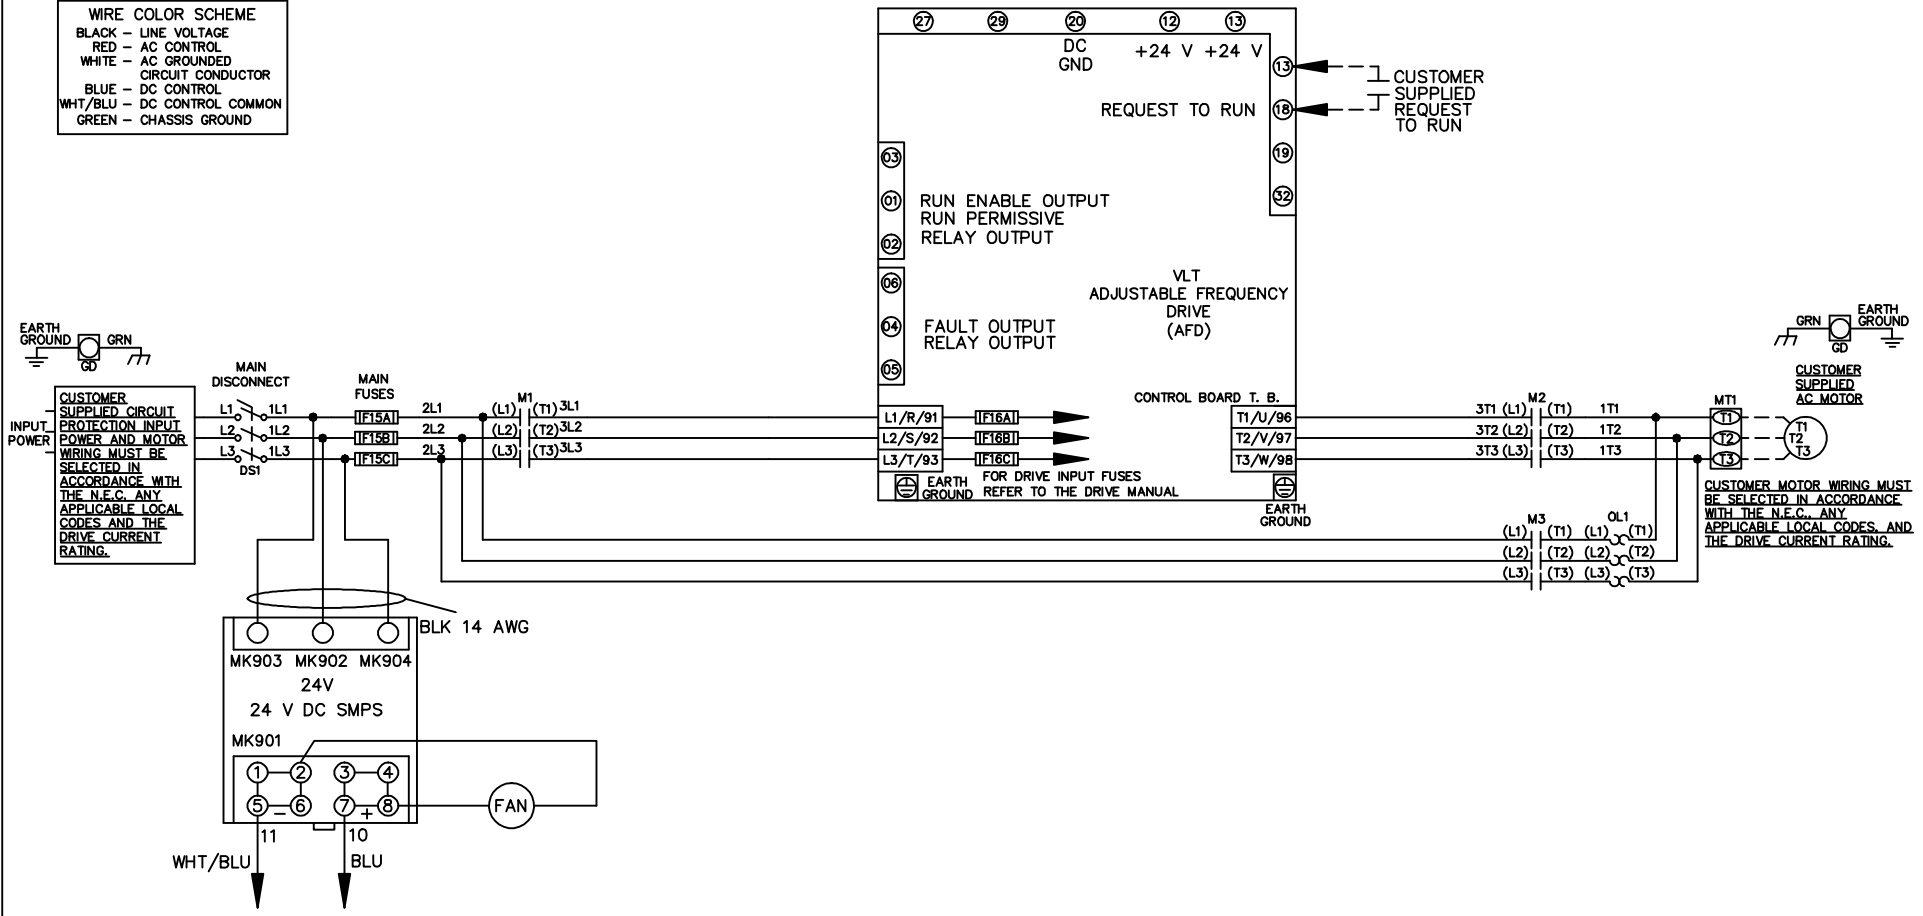 WIRE COLOR SCHEME
BLACK – LINE VOLTAGE
RED – AC CONTROL
WHITE – AC GROUNDED
CIRCUIT CONDUCTOR
BLUE – DC CONTROL
WHT/BLU – DC CONTROL COMMON
GREEN – CHASSIS GROUND
27 29 20 12 13
DC
GND
+24 V +24 V
13
REQUEST TO RUN 18
19
32
CUSTOMER
SUPPLIED
REQUEST
TO RUN
03
01
02
RUN ENABLE OUTPUT
RUN PERMISSIVE
RELAY OUTPUT
06
04
05
FAULT OUTPUT
RELAY OUTPUT
VLT
ADJUSTABLE FREQUENCY
DRIVE
(AFD)
EARTH
GROUND
GRN
GD
INPUT
POWER
CUSTOMER
SUPPLIED CIRCUIT
PROTECTION INPUT
POWER AND MOTOR
WIRING MUST BE
SELECTED IN
ACCORDANCE WITH
THE N.E.C. ANY
APPLICABLE LOCAL
CODES AND THE
DRIVE CURRENT
RATING.
MAIN
DISCONNECT
L1 1L1
L2 1L2
L3 1L3
DS1
MAIN
FUSES
F15A
F15B
F15C
2L1
2L2
2L3
M1
(L1) (T1) 3L1
(L2) (T2) 3L2
(L3) (T3) 3L3
CONTROL BOARD T. B.
L1/R/91 F16A
L2/S/92 F16B
L3/T/93 F16C
EARTH
GROUND
FOR DRIVE INPUT FUSES
REFER TO THE DRIVE MANUAL
T1/U/96
T2/V/97
T3/W/98
EARTH
GROUND
M2
3T1 (L1) (T1) 1T1
3T2 (L2) (T2) 1T2
3T3 (L3) (T3) 1T3
M3 OL1
(L1) (T1) (L1) (T1)
(L2) (T2) (L2) (T2)
(L3) (T3) (L3) (T3)
GRN
EARTH
GROUND
GD
CUSTOMER
SUPPLIED
AC MOTOR
MT1
T1
T2
T3
T1
T2
T3
CUSTOMER MOTOR WIRING MUST
BE SELECTED IN ACCORDANCE
WITH THE N.E.C., ANY
APPLICABLE LOCAL CODES, AND
THE DRIVE CURRENT RATING.
BLK 14 AWG
MK903 MK902 MK904
24V
24 V DC SMPS
MK901
1 2 3 4
5 – 6 7 + 8
FAN
11 10
WHT/BLU BLU